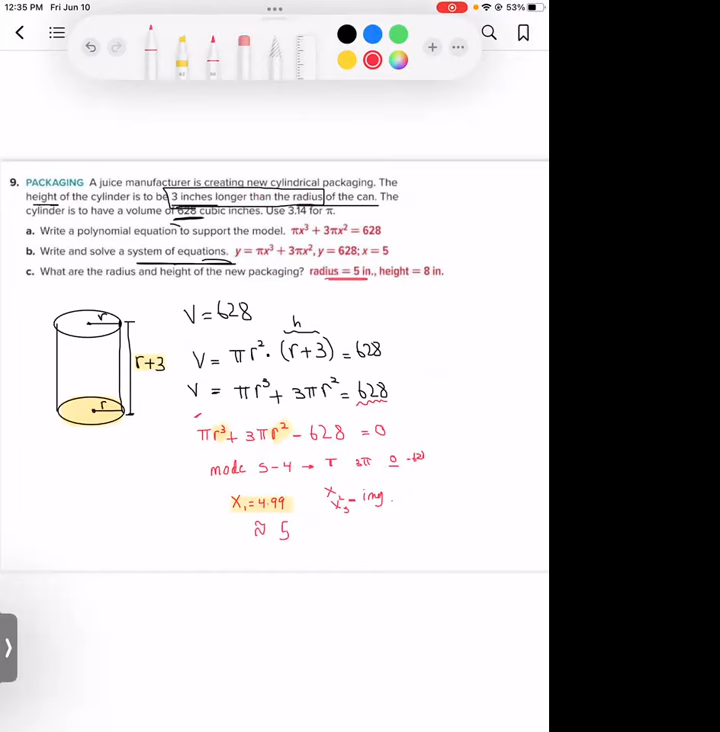 12:35 PM Fri Jun 10
53%
9. PACKAGING A juice manufacturer is creating new cylindrical packaging. The
height of the cylinder is to be 3 inches longer than the radius of the can. The
cylinder is to have a volume of 628 cubic inches. Use 3.14 for π.
a. Write a polynomial equation to support the model. πx³ + 3πx² = 628
b. Write and solve a system of equations. y = πx³ + 3πx², y = 628; x = 5
c. What are the radius and height of the new packaging? radius = 5 in., height = 8 in.
V = 628
r
h
r+3
V = πr² · (r+3) = 628
V = πr³ + 3πr² = 628
r
πr³ + 3πr² - 628 = 0
mode 5-4 → π 3π 0
X₁ = 4.99
X₂ X₃ = img.
≈ 5